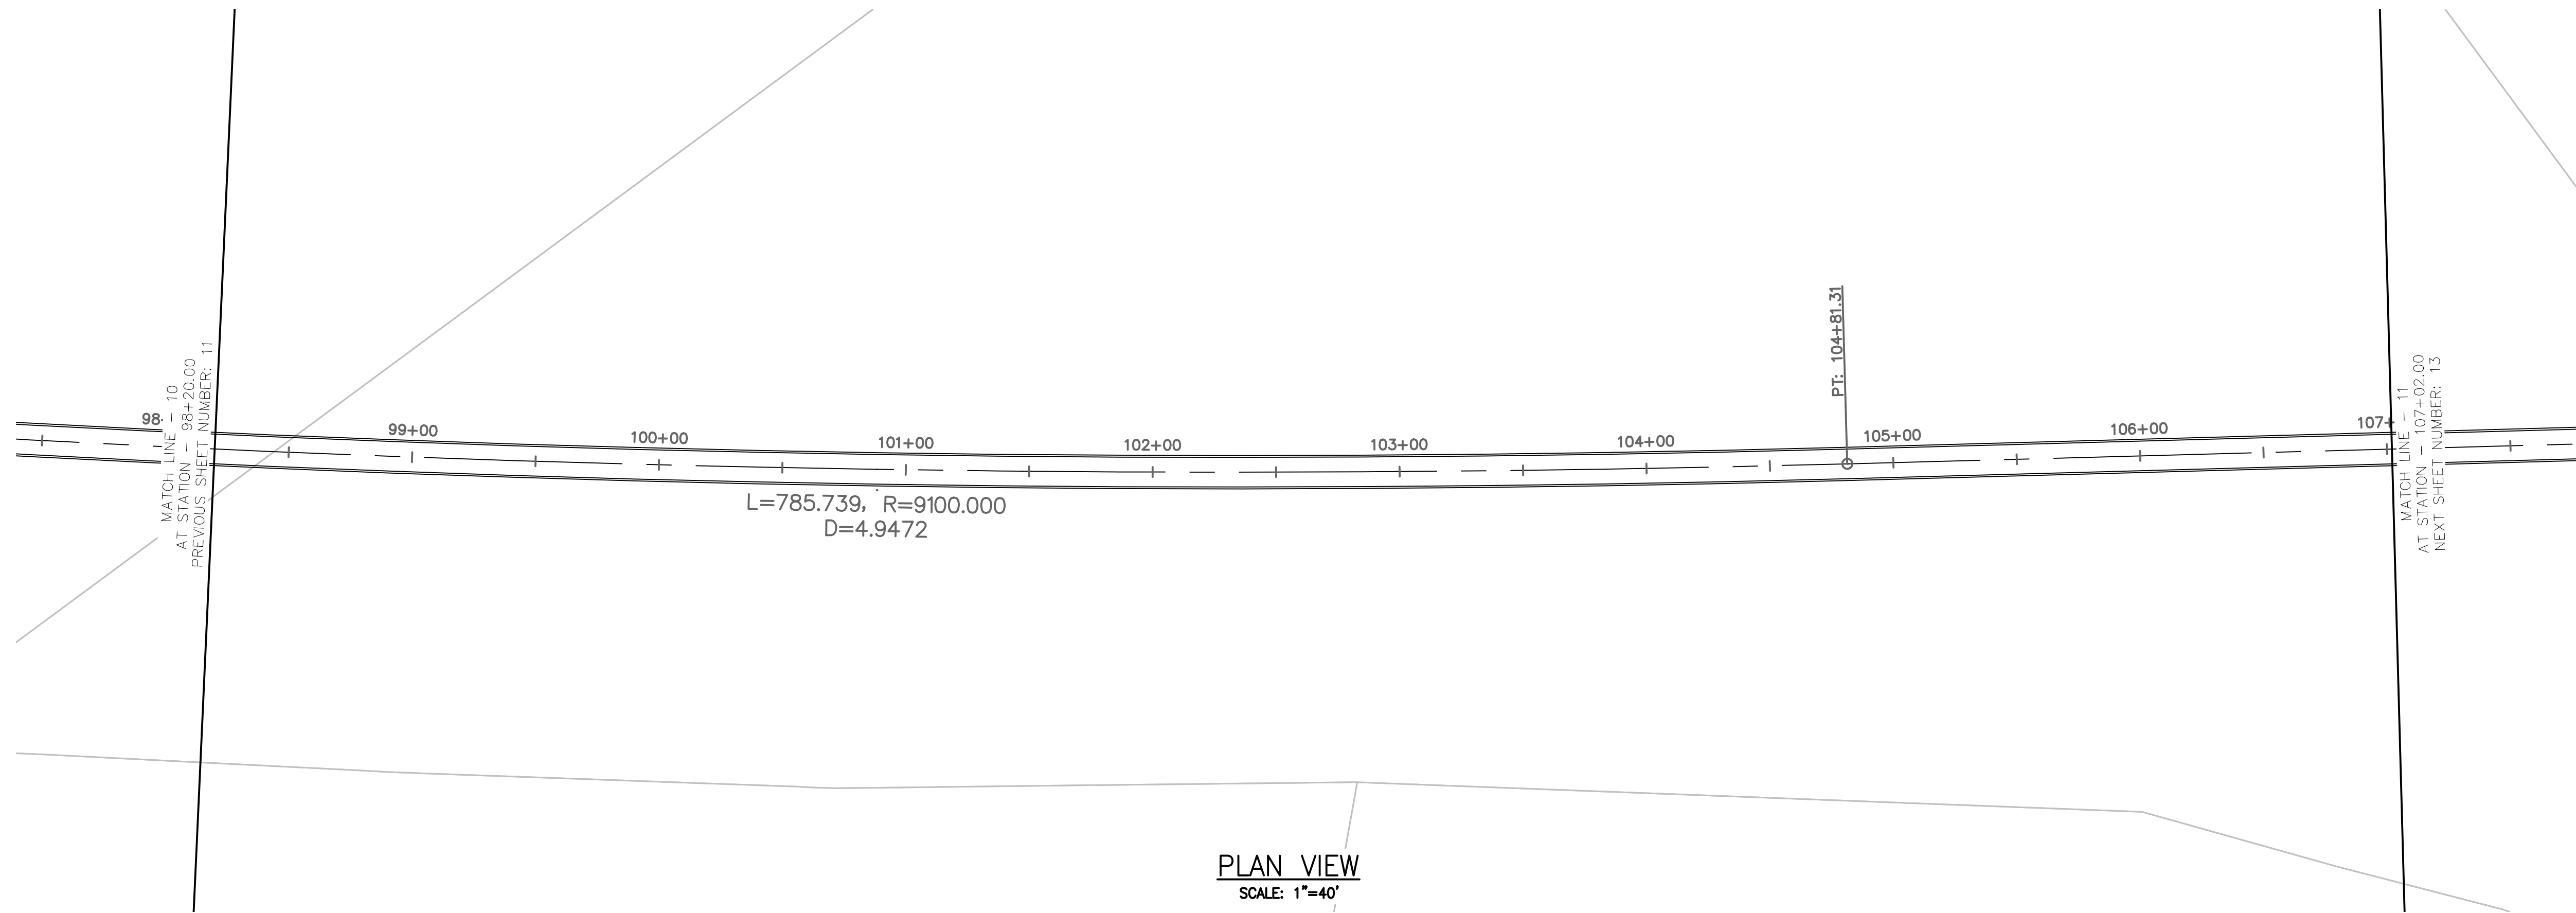 MATCH LINE - 10
AT STATION - 98+20.00
PREVIOUS SHEET NUMBER: 11
98
99+00
100+00
101+00
102+00
103+00
104+00
105+00
106+00
107+
L=785.739, R=9100.000
D=4.9472
PT: 104+81.31
MATCH LINE - 11
AT STATION - 107+02.00
NEXT SHEET NUMBER: 13
PLAN VIEW
SCALE: 1"=40'